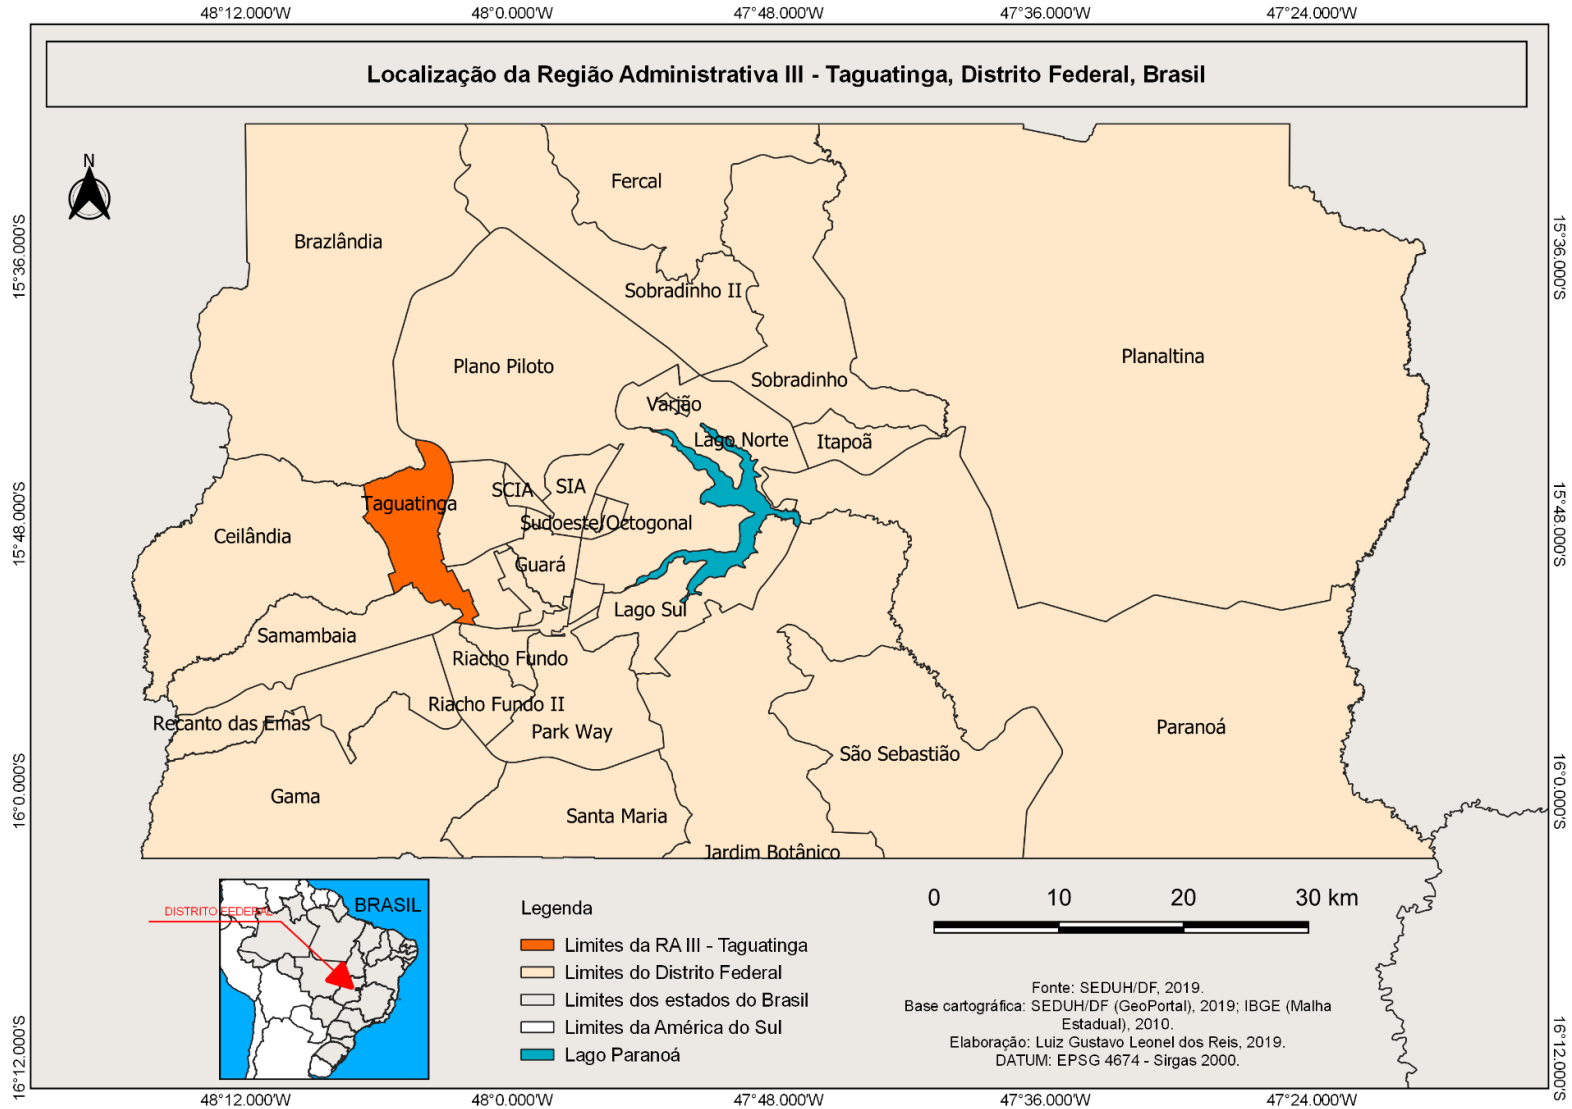 48°12.000'W 48°0.000'W 47°48.000'W 47°36.000'W 47°24.000'W
Localização da Região Administrativa III - Taguatinga, Distrito Federal, Brasil
N
Fercal
Brazlândia
15°36.000'S 15°36.000'S
Sobradinho II
Planaltina
Plano Piloto
Sobradinho
Varjão
Lago Norte
Itapoã
SIA
SCIA
Taguatinga
Sudoeste/Octogonal
15°48.000'S 15°48.000'S
Ceilândia
Guará
Lago Sul
Samambaia
Riacho Fundo
Riacho Fundo II
Recanto das Emas
Park Way
Paranoá
São Sebastião
16°0.000'S 16°0.000'S
Gama
Santa Maria
Jardim Botânico
DISTRITO FEDERAL
BRASIL
Legenda
Limites da RA III - Taguatinga
Limites do Distrito Federal
Limites dos estados do Brasil
Limites da América do Sul
Lago Paranoá
0 10 20 30 km
Fonte: SEDUH/DF, 2019.
Base cartográfica: SEDUH/DF (GeoPortal), 2019; IBGE (Malha
Estadual), 2010.
Elaboração: Luiz Gustavo Leonel dos Reis, 2019.
DATUM: EPSG 4674 - Sirgas 2000.
16°12.000'S 16°12.000'S
48°12.000'W 48°0.000'W 47°48.000'W 47°36.000'W 47°24.000'W